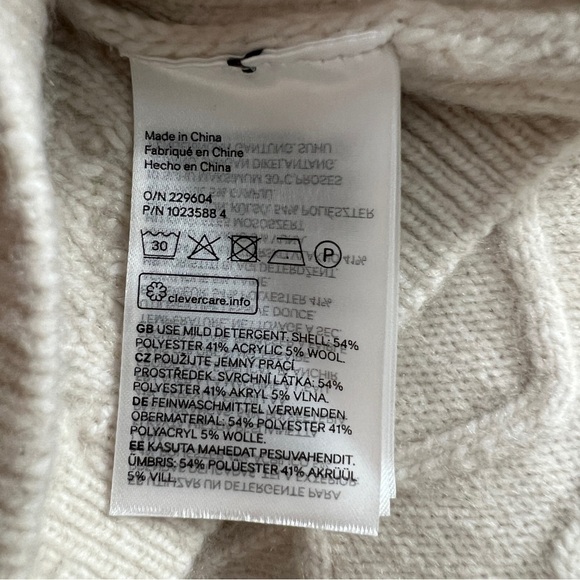 Made in China
Fabriqué en Chine
Hecho en China
O/N 229604
P/N 1023588 4
30 P
clevercare.info
GB USE MILD DETERGENT. SHELL: 54%
POLYESTER 41% ACRYLIC 5% WOOL.
CZ POUŽIJTE JEMNÝ PRACÍ
PROSTŘEDEK. SVRCHNÍ LÁTKA: 54%
POLYESTER 41% AKRYL 5% VLNA.
DE FEINWASCHMITTEL VERWENDEN.
OBERMATERIAL: 54% POLYESTER 41%
POLYACRYL 5% WOLLE.
EE KASUTA MAHEDAT PESUVAHENDIT.
ÜMBRIS: 54% POLÜESTER 41% AKRÜÜL
5% VILL.